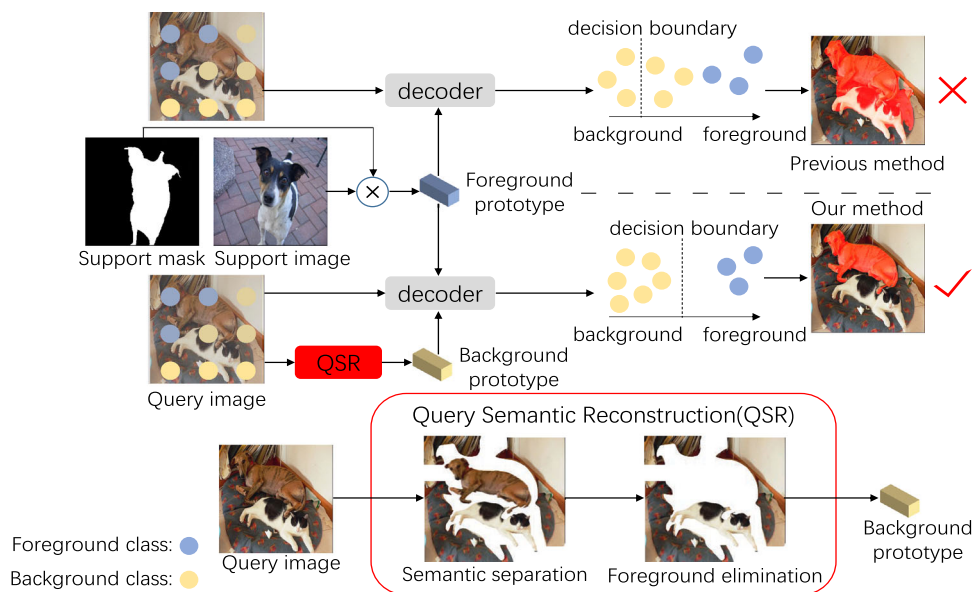 decision boundary
decoder
background
foreground
Previous method
Foreground
prototype
Support mask
Support image
Our method
decision boundary
decoder
background
foreground
QSR
Background
prototype
Query image
Query Semantic Reconstruction(QSR)
Foreground class:
Background class:
Query image
Semantic separation
Foreground elimination
Background
prototype